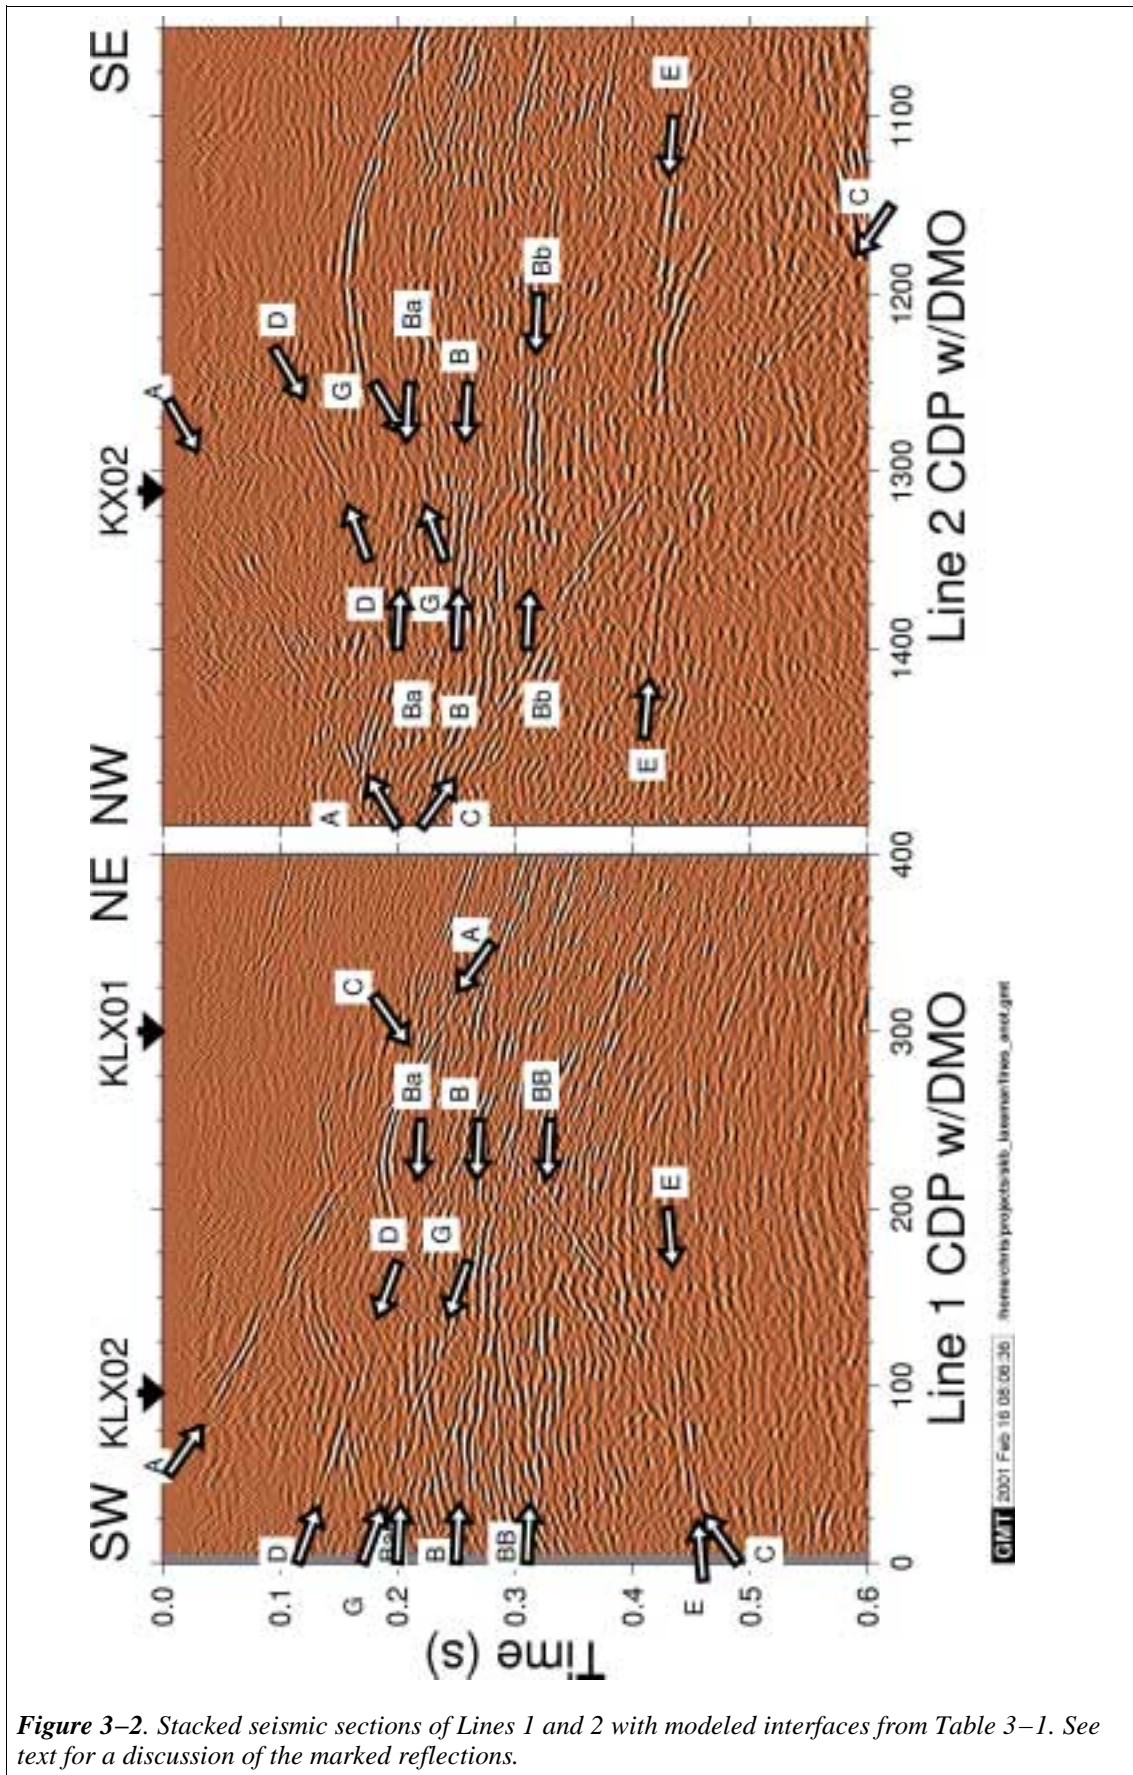 SW
KLX02
KLX01
NE
NW
KX02
SE
A
D
G
Ba
B
BB
E
C
D
G
Ba
B
BB
E
C
A
A
C
Ba
B
Bb
E
D
G
A
D
G
Ba
B
Bb
E
C
Time (s)
0.0
0.1
0.2
0.3
0.4
0.5
0.6
0
100
200
300
400
1400
1300
1200
1100
Line 1 CDP w/DMO
Line 2 CDP w/DMO
GMT 2001 Feb 16 08:06:36
Figure 3–2. Stacked seismic sections of Lines 1 and 2 with modeled interfaces from Table 3–1. See
text for a discussion of the marked reflections.